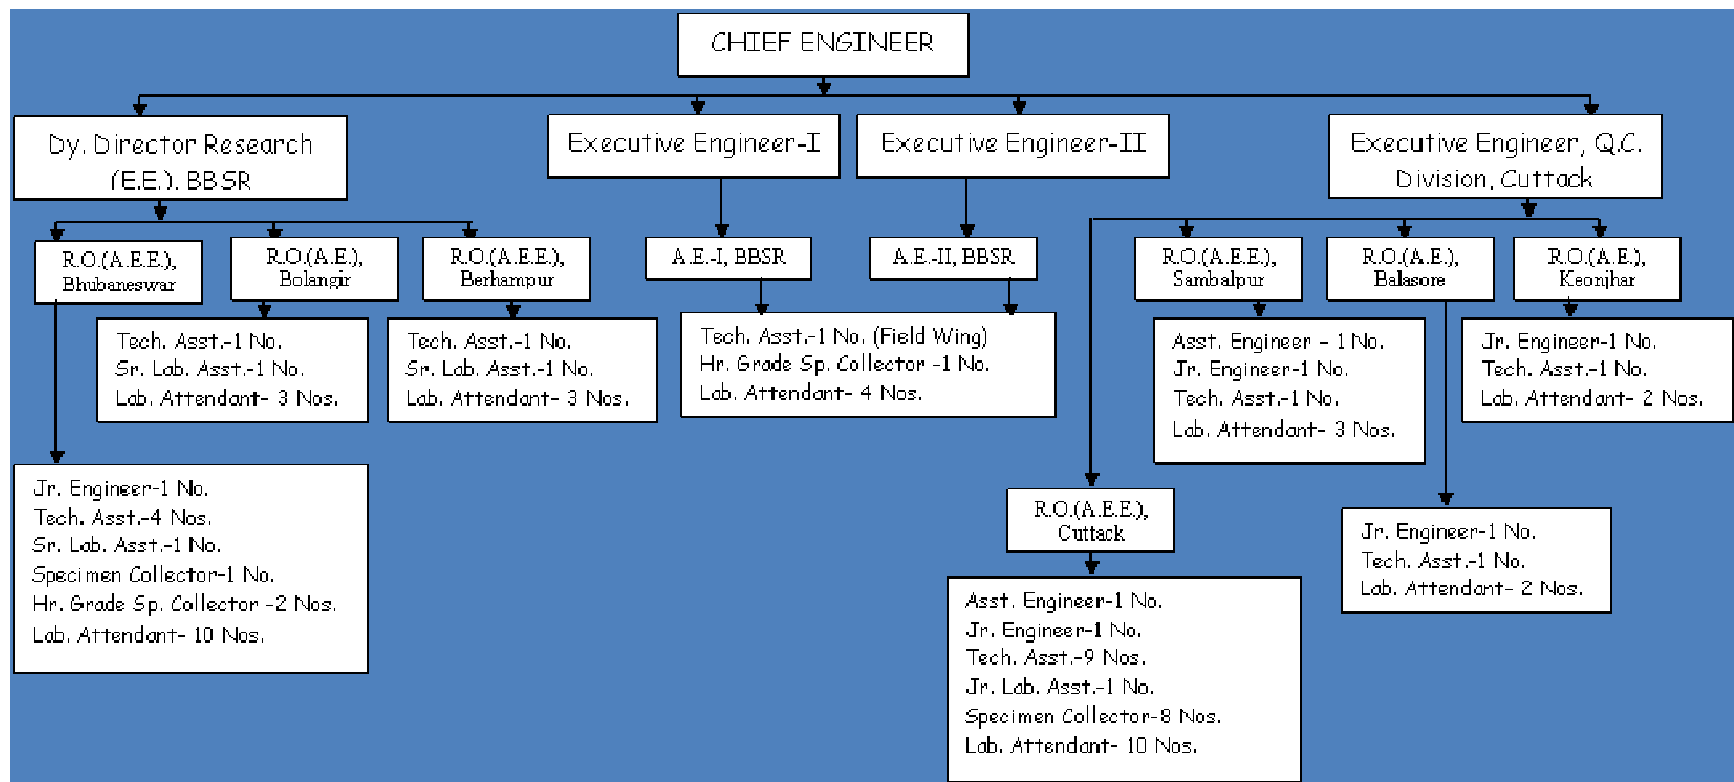 CHIEF ENGINEER
Dy. Director Research
(E.E.). BBSR
Executive Engineer-I
Executive Engineer-II
Executive Engineer, Q.C.
Division, Cuttack
R.O.(A.E.E.),
Bhubaneswar
R.O.(A.E.),
Bolangir
R.O.(A.E.E.),
Berhampur
A.E.-I, BBSR
A.E.-II, BBSR
R.O.(A.E.E.),
Sambalpur
R.O.(A.E.),
Balasore
R.O.(A.E.),
Keonjhar
Tech. Asst.-1 No.
Sr. Lab. Asst.-1 No.
Lab. Attendant- 3 Nos.
Tech. Asst.-1 No.
Sr. Lab. Asst.-1 No.
Lab. Attendant- 3 Nos.
Tech. Asst.-1 No. (Field Wing)
Hr. Grade Sp. Collector -1 No.
Lab. Attendant- 4 Nos.
Asst. Engineer - 1 No.
Jr. Engineer-1 No.
Tech. Asst.-1 No.
Lab. Attendant- 3 Nos.
Jr. Engineer-1 No.
Tech. Asst.-1 No.
Lab. Attendant- 2 Nos.
Jr. Engineer-1 No.
Tech. Asst.-4 Nos.
Sr. Lab. Asst.-1 No.
Specimen Collector-1 No.
Hr. Grade Sp. Collector -2 Nos.
Lab. Attendant- 10 Nos.
R.O.(A.E.E.),
Cuttack
Jr. Engineer-1 No.
Tech. Asst.-1 No.
Lab. Attendant- 2 Nos.
Asst. Engineer-1 No.
Jr. Engineer-1 No.
Tech. Asst.-9 Nos.
Jr. Lab. Asst.-1 No.
Specimen Collector-8 Nos.
Lab. Attendant- 10 Nos.